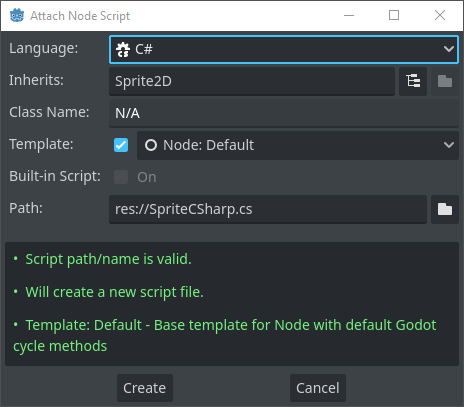 Attach Node Script
Language: C#
Inherits: Sprite2D
Class Name: N/A
Template: Node: Default
Built-in Script: On
Path: res://SpriteCSharp.cs
• Script path/name is valid.
• Will create a new script file.
• Template: Default - Base template for Node with default Godot
cycle methods
Create Cancel